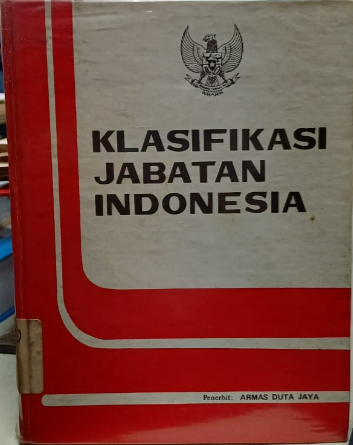 KLASIFIKASI
JABATAN
INDONESIA
Penerbit: ARMAS DUTA JAYA